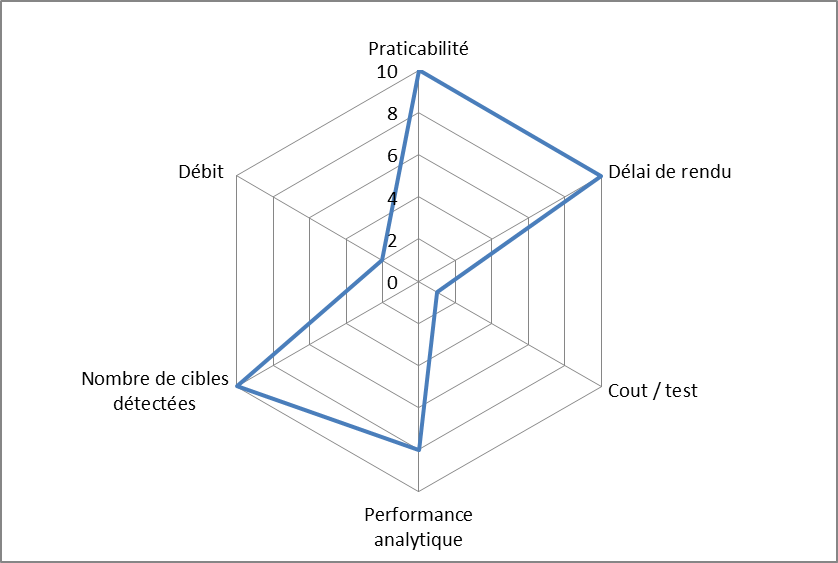 Praticabilité
10
8
6
4
2
0
Délai de rendu
Cout / test
Performance
analytique
Nombre de cibles
détectées
Débit